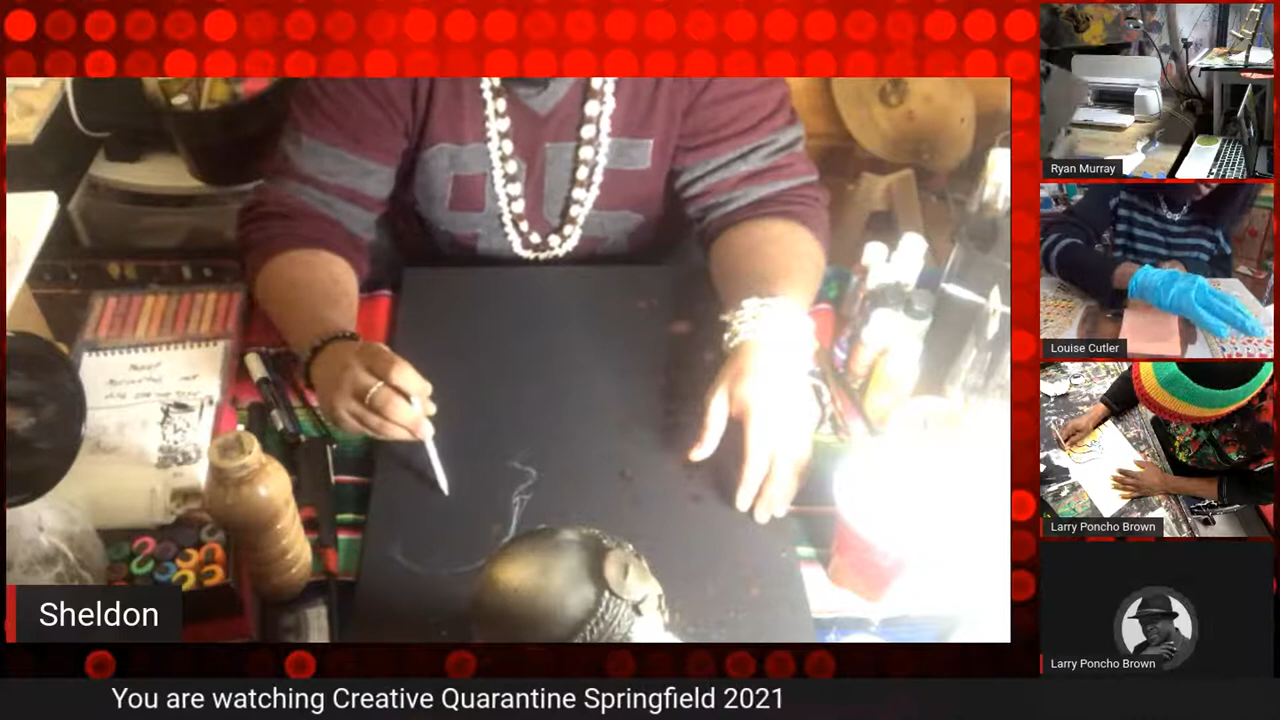 Ryan Murray
Louise Cutler
Larry Poncho Brown
Larry Poncho Brown
Sheldon
You are watching Creative Quarantine Springfield 2021